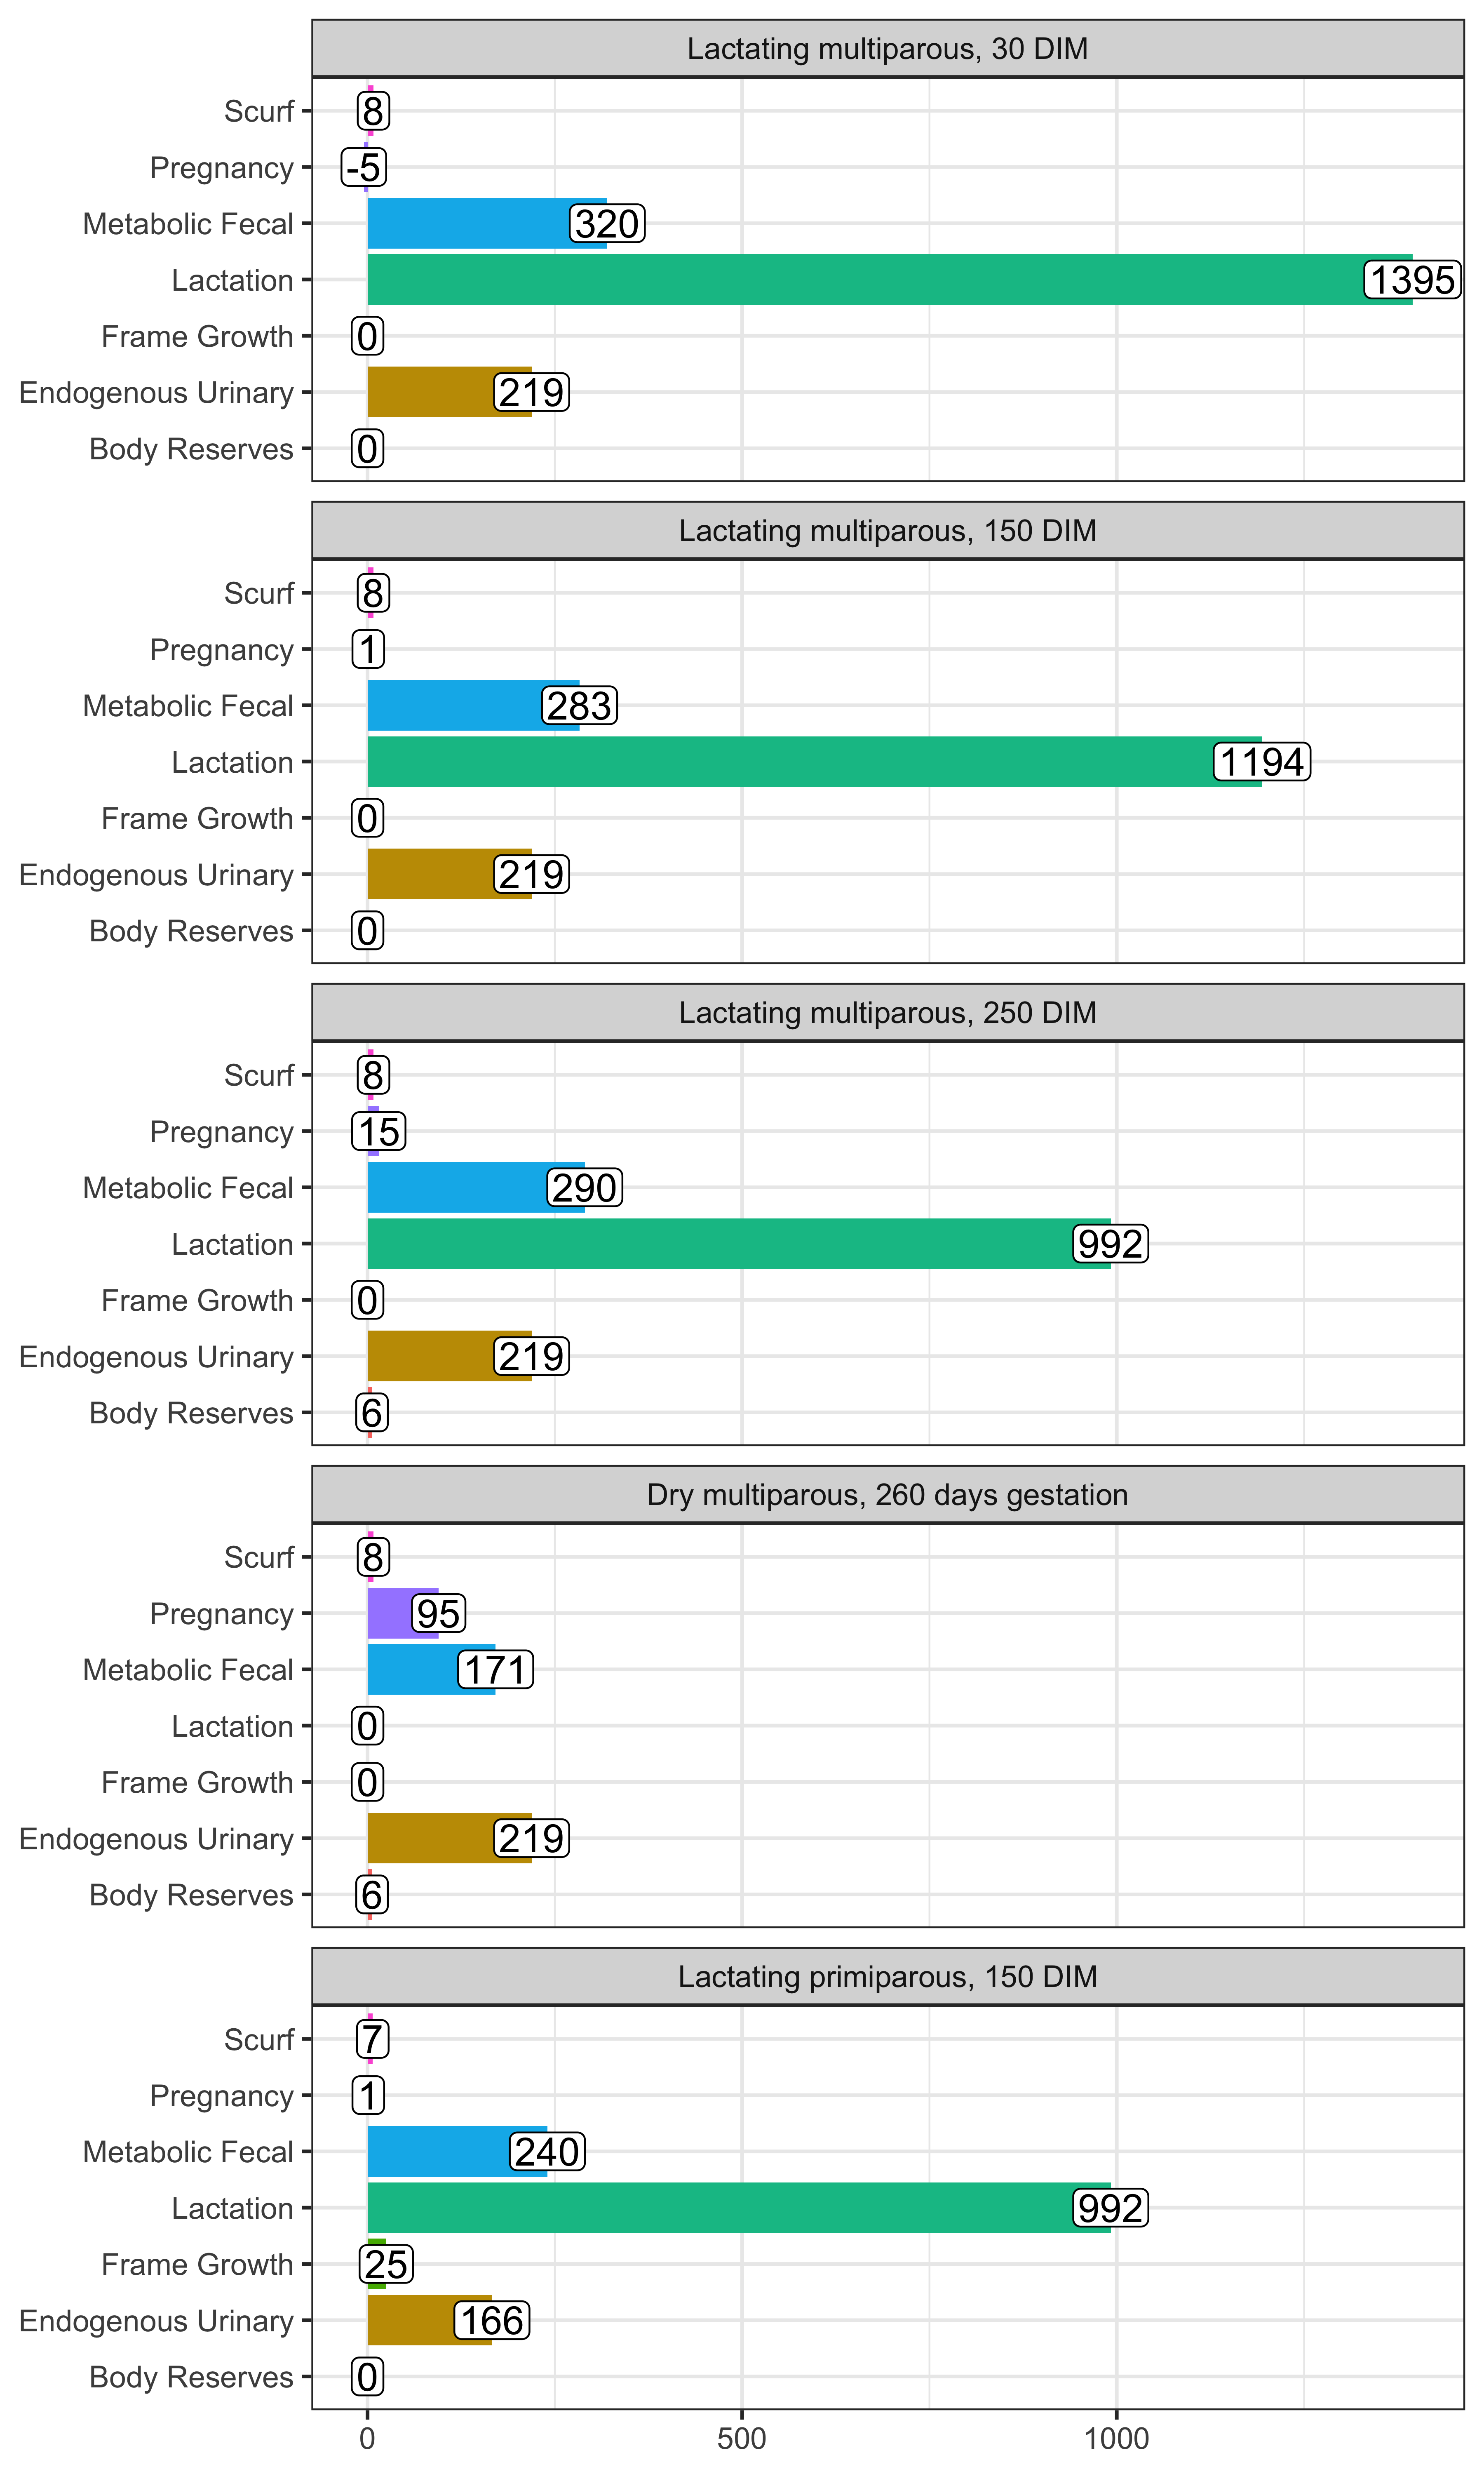 Lactating multiparous, 30 DIM
Scurf 8
Pregnancy -5
Metabolic Fecal 320
Lactation 1395
Frame Growth 0
Endogenous Urinary 219
Body Reserves 0
Lactating multiparous, 150 DIM
Scurf 8
Pregnancy 1
Metabolic Fecal 283
Lactation 1194
Frame Growth 0
Endogenous Urinary 219
Body Reserves 0
Lactating multiparous, 250 DIM
Scurf 8
Pregnancy 15
Metabolic Fecal 290
Lactation 992
Frame Growth 0
Endogenous Urinary 219
Body Reserves 6
Dry multiparous, 260 days gestation
Scurf 8
Pregnancy 95
Metabolic Fecal 171
Lactation 0
Frame Growth 0
Endogenous Urinary 219
Body Reserves 6
Lactating primiparous, 150 DIM
Scurf 7
Pregnancy 1
Metabolic Fecal 240
Lactation 992
Frame Growth 25
Endogenous Urinary 166
Body Reserves 0
0 500 1000